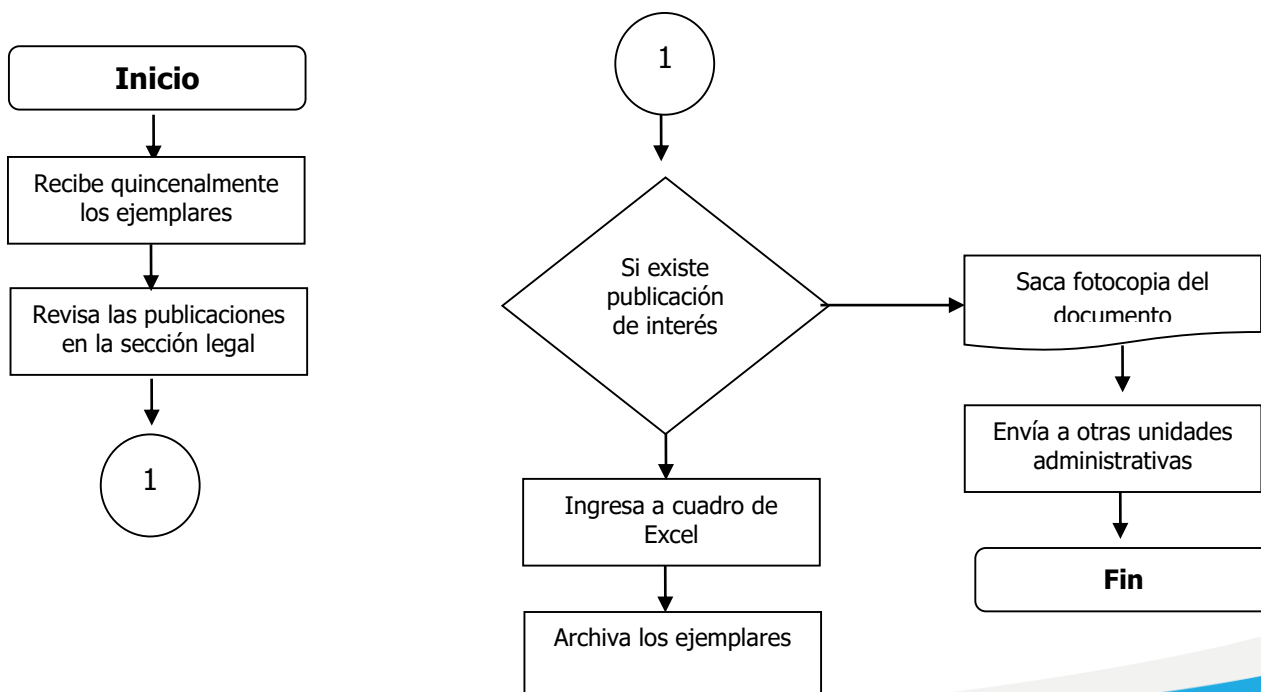 Inicio
Recibe quincenalmente
los ejemplares
Revisa las publicaciones
en la sección legal
1
1
Si existe
publicación
de interés
Saca fotocopia del
documento
Envía a otras unidades
administrativas
Fin
Ingresa a cuadro de
Excel
Archiva los ejemplares